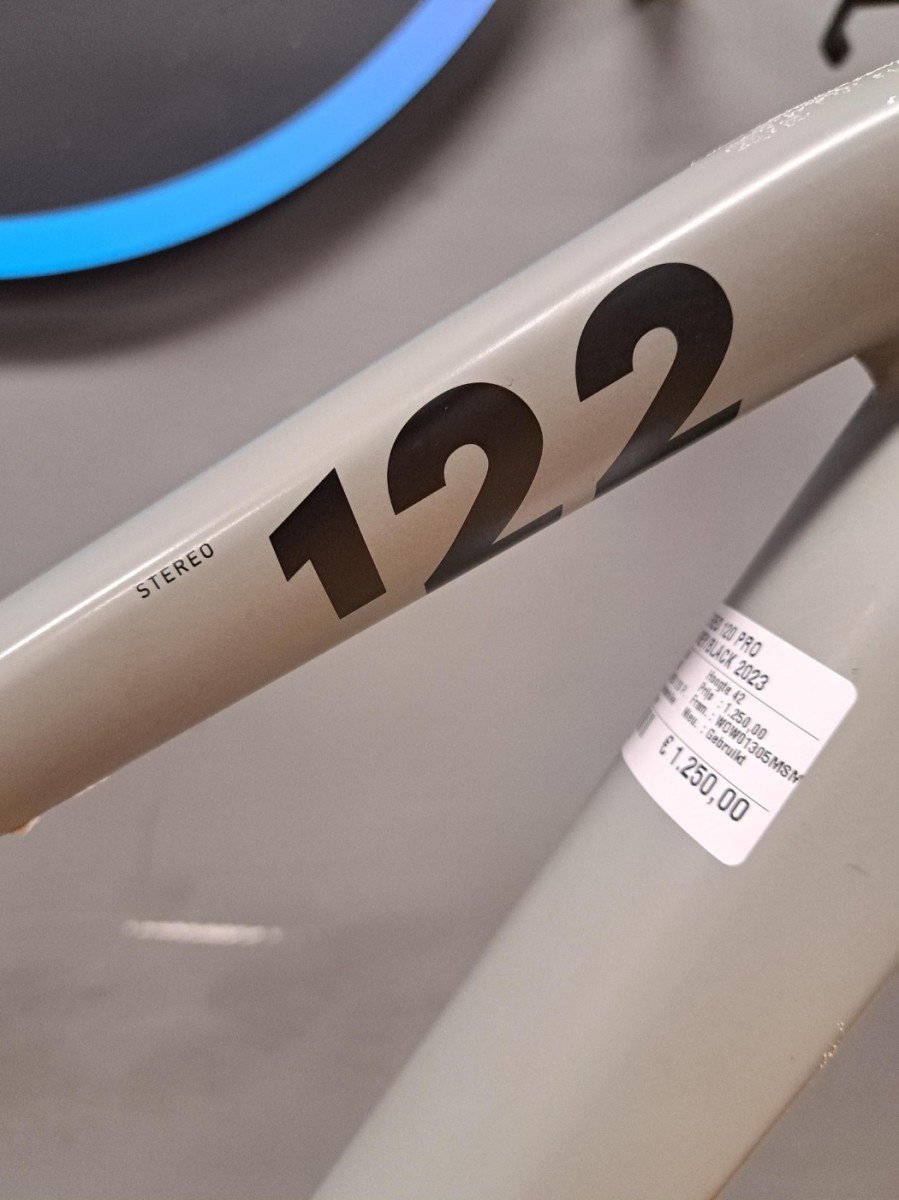 STEREO
122
120 PRO
BLACK 2023
Hoogte 42
Prijs : 1.250,00
Fram.: WOW01305MSM
Nieu. : Gebruikt
€ 1.250,00